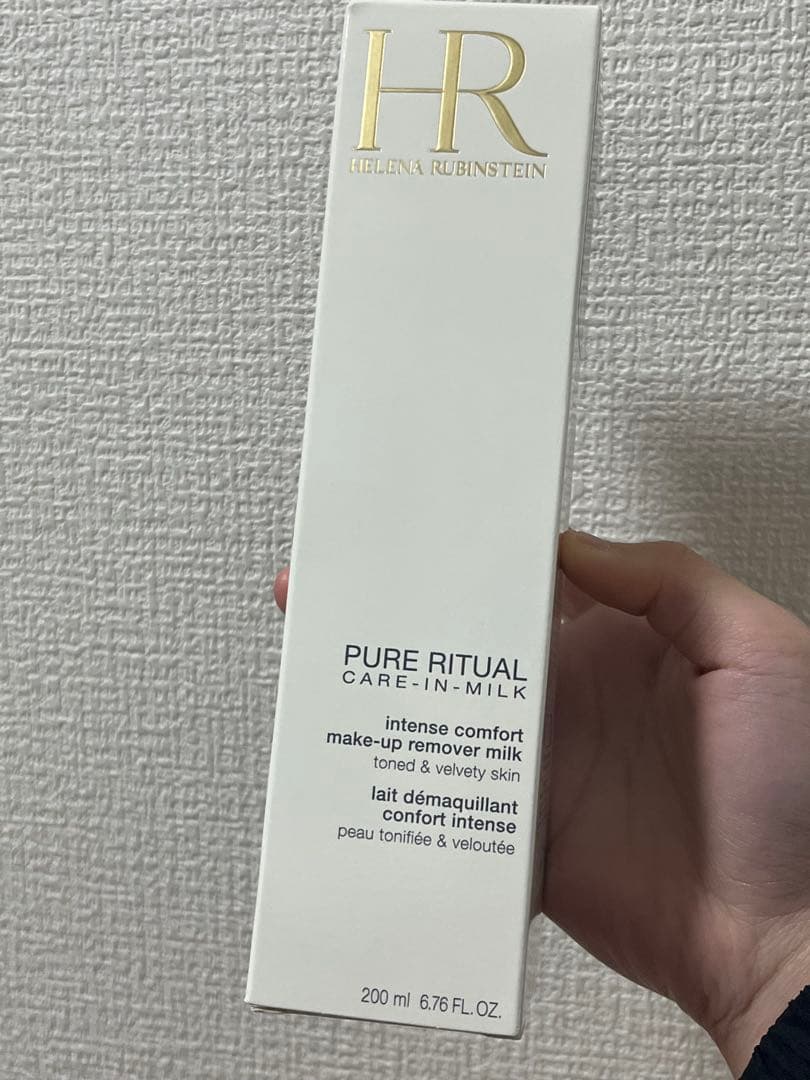 HR
HELENA RUBINSTEIN
PURE RITUAL
CARE-IN-MILK
intense comfort
make-up remover milk
toned & velvety skin
lait démaquillant
confort intense
peau tonifiée & veloutée
200 ml 6.76 FL.OZ.